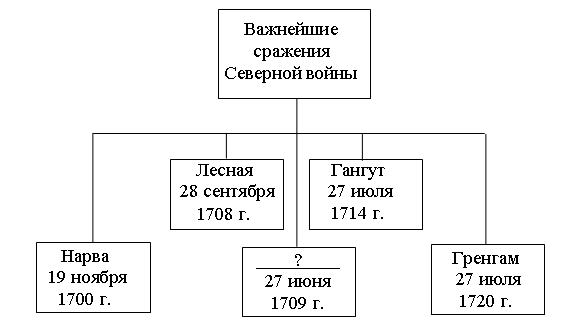 Важнейшие
сражения
Северной войны
Лесная
28 сентября
1708 г.
Гангут
27 июля
1714 г.
Нарва
19 ноября
1700 г.
?
27 июня
1709 г.
Гренгам
27 июля
1720 г.